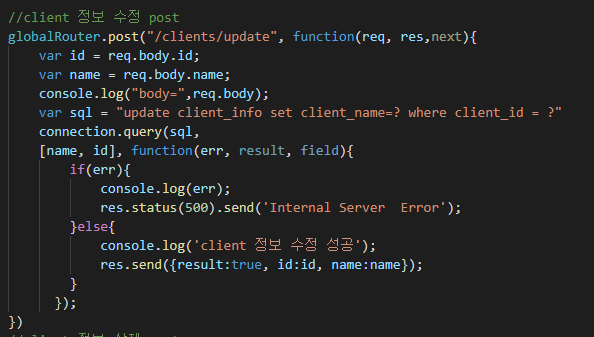 //client 정보 수정 post
globalRouter.post("/clients/update", function(req, res,next){
var id = req.body.id;
var name = req.body.name;
console.log("body=",req.body);
var sql = "update client_info set client_name=? where client_id = ?"
connection.query(sql,
[name, id], function(err, result, field){
if(err){
console.log(err);
res.status(500).send('Internal Server  Error');
}else{
console.log('client 정보 수정 성공');
res.send({result:true, id:id, name:name});
}
});
})